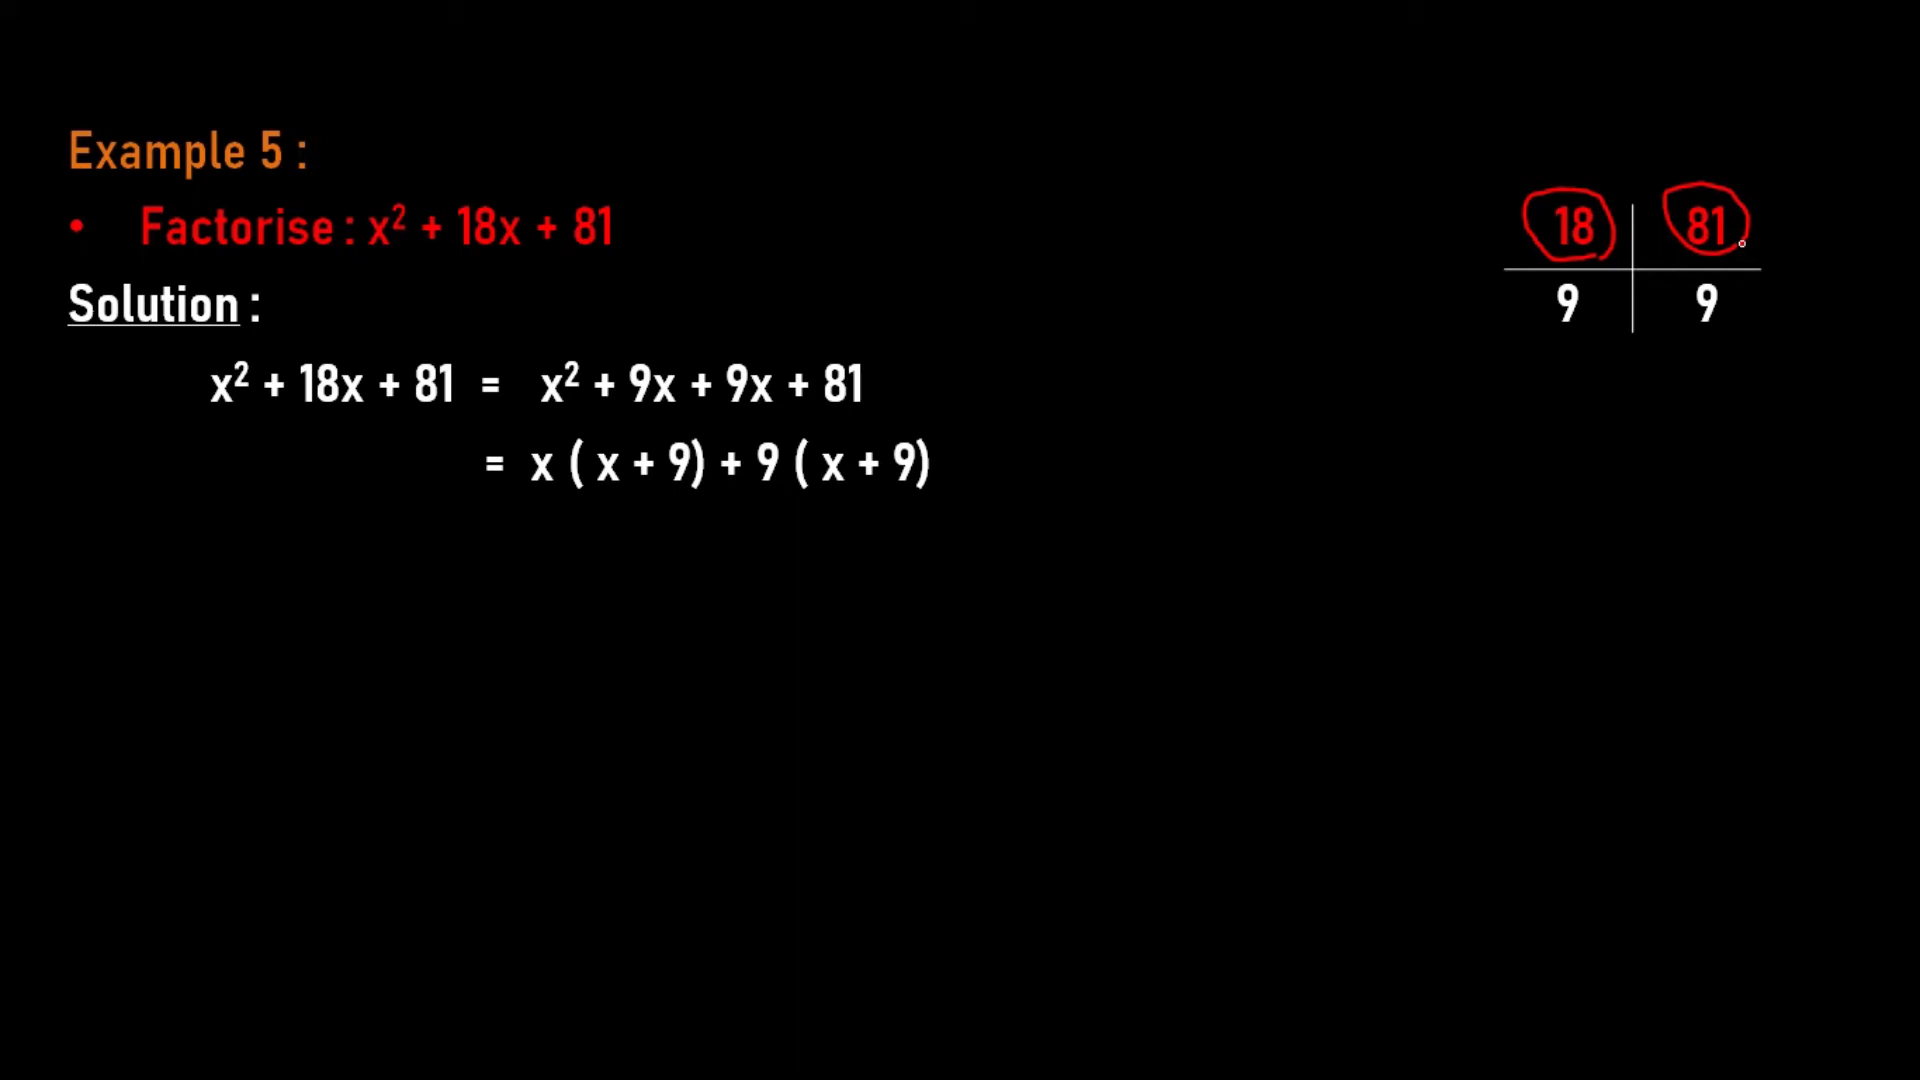 Example 5 :
• Factorise : x² + 18x + 81
Solution :
x² + 18x + 81 = x² + 9x + 9x + 81
= x ( x + 9) + 9 ( x + 9)
18 81
9 9